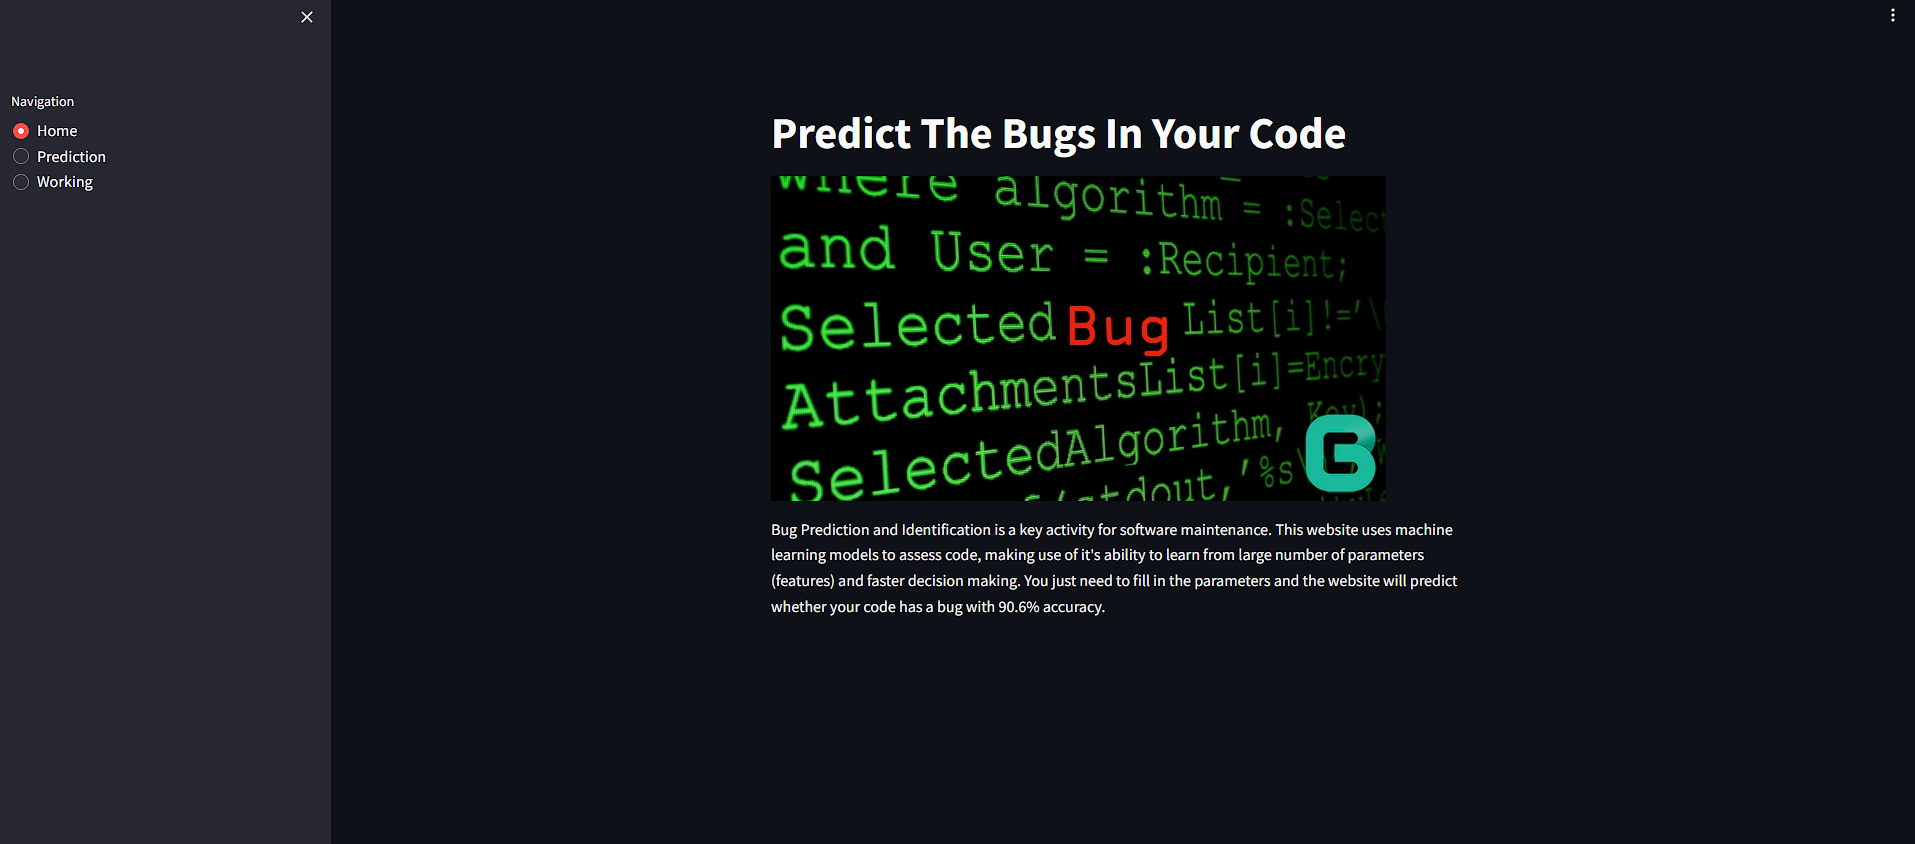 Navigation
Home
Prediction
Working
Predict The Bugs In Your Code
where algorithm = :Select
and User = :Recipient;
Selected Bug List[i]!='\
AttachmentsList[i]=Encry
SelectedAlgorithm, Key);
stdout,'%s\
Bug Prediction and Identification is a key activity for software maintenance. This website uses machine
learning models to assess code, making use of it's ability to learn from large number of parameters
(features) and faster decision making. You just need to fill in the parameters and the website will predict
whether your code has a bug with 90.6% accuracy.